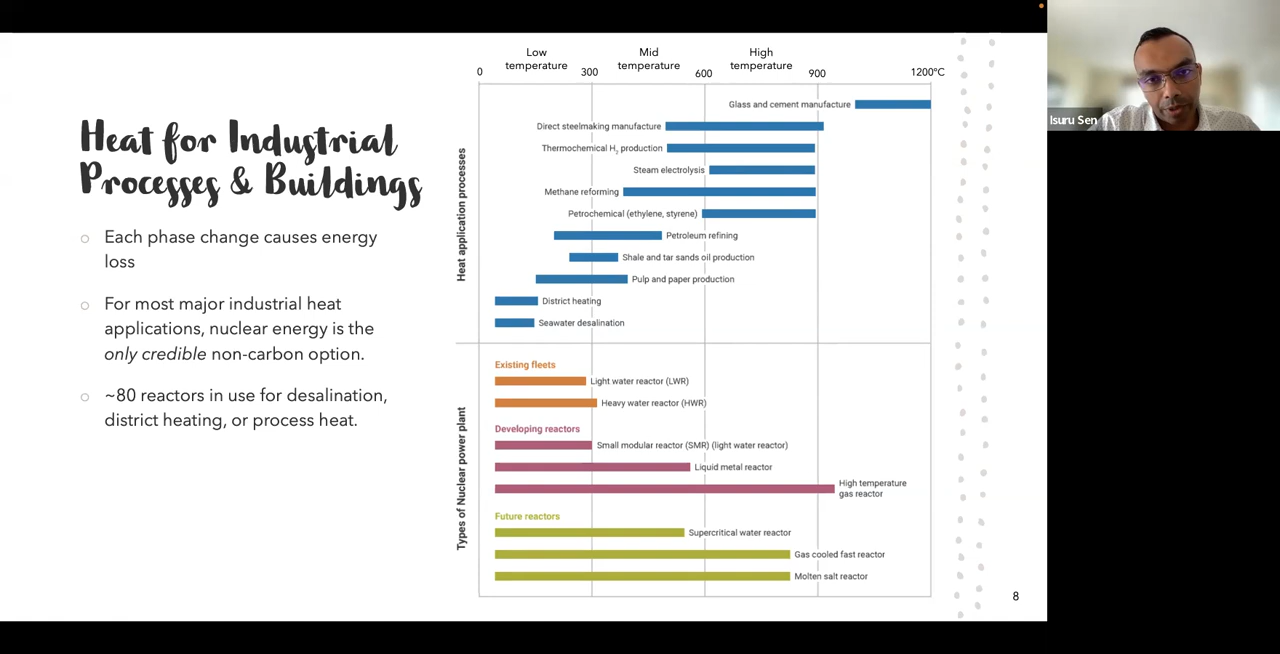 Heat for Industrial
Processes & Buildings
Each phase change causes energy
loss
For most major industrial heat
applications, nuclear energy is the
only credible non-carbon option.
~80 reactors in use for desalination,
district heating, or process heat.
Low
temperature
Mid
temperature
High
temperature
0
300
600
900
1200°C
Heat application processes
Glass and cement manufacture
Direct steelmaking manufacture
Thermochemical H₂ production
Steam electrolysis
Methane reforming
Petrochemical (ethylene, styrene)
Petroleum refining
Shale and tar sands oil production
Pulp and paper production
District heating
Seawater desalination
Types of Nuclear power plant
Existing fleets
Light water reactor (LWR)
Heavy water reactor (HWR)
Developing reactors
Small modular reactor (SMR) (light water reactor)
Liquid metal reactor
High temperature
gas reactor
Future reactors
Supercritical water reactor
Gas cooled fast reactor
Molten salt reactor
8
Isuru Sen